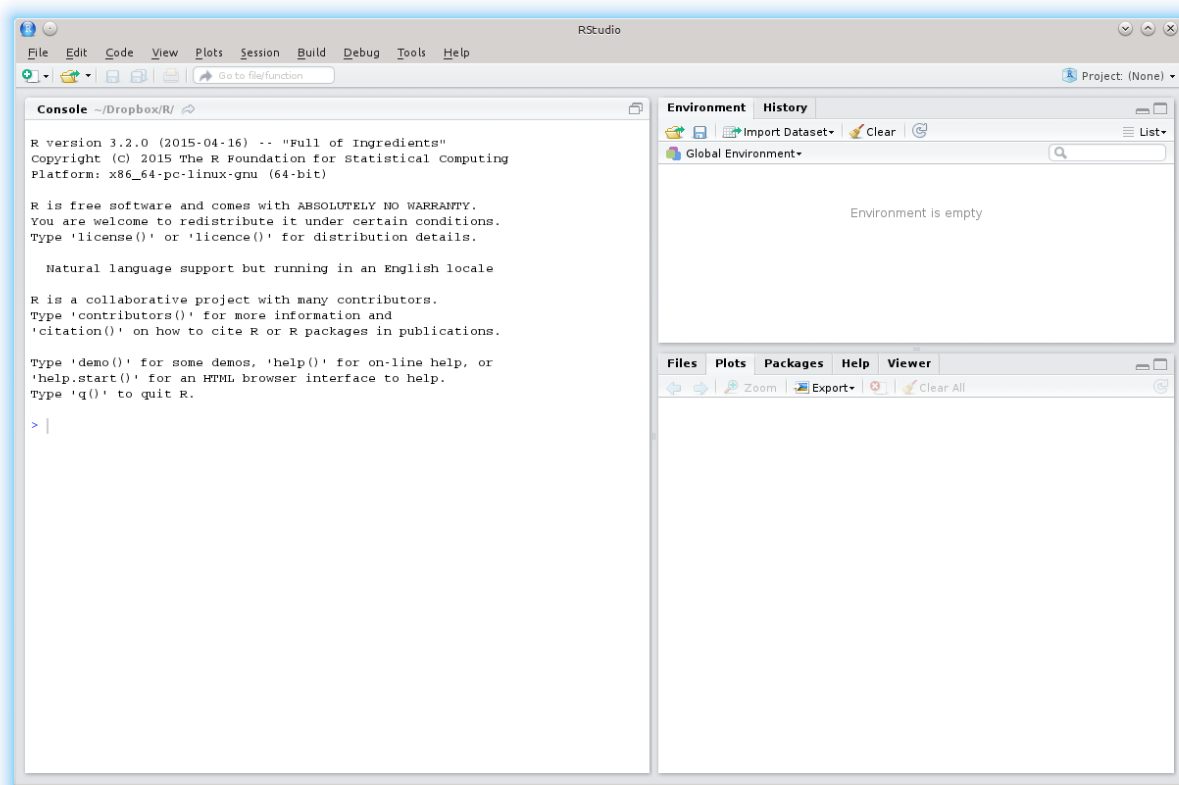 RStudio
File Edit Code View Plots Session Build Debug Tools Help
Go to file/function
Project: (None)
Console ~/Dropbox/R/
R version 3.2.0 (2015-04-16) -- "Full of Ingredients"
Copyright (C) 2015 The R Foundation for Statistical Computing
Platform: x86_64-pc-linux-gnu (64-bit)
R is free software and comes with ABSOLUTELY NO WARRANTY.
You are welcome to redistribute it under certain conditions.
Type 'license()' or 'licence()' for distribution details.
Natural language support but running in an English locale
R is a collaborative project with many contributors.
Type 'contributors()' for more information and
'citation()' on how to cite R or R packages in publications.
Type 'demo()' for some demos, 'help()' for on-line help, or
'help.start()' for an HTML browser interface to help.
Type 'q()' to quit R.
>
Environment History
Import Dataset Clear List
Global Environment
Environment is empty
Files Plots Packages Help Viewer
Zoom Export Clear All